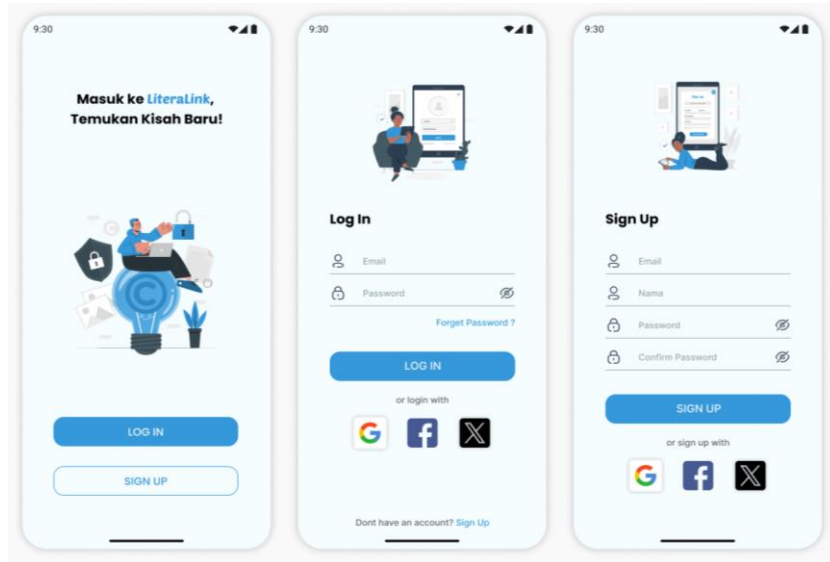 9:30
Masuk ke LiteraLink,
Temukan Kisah Baru!
LOG IN
SIGN UP
9:30
Log In
Email
Password
Forget Password ?
LOG IN
or login with
Dont have an account? Sign Up
9:30
Sign Up
Email
Nama
Password
Confirm Password
SIGN UP
or sign up with